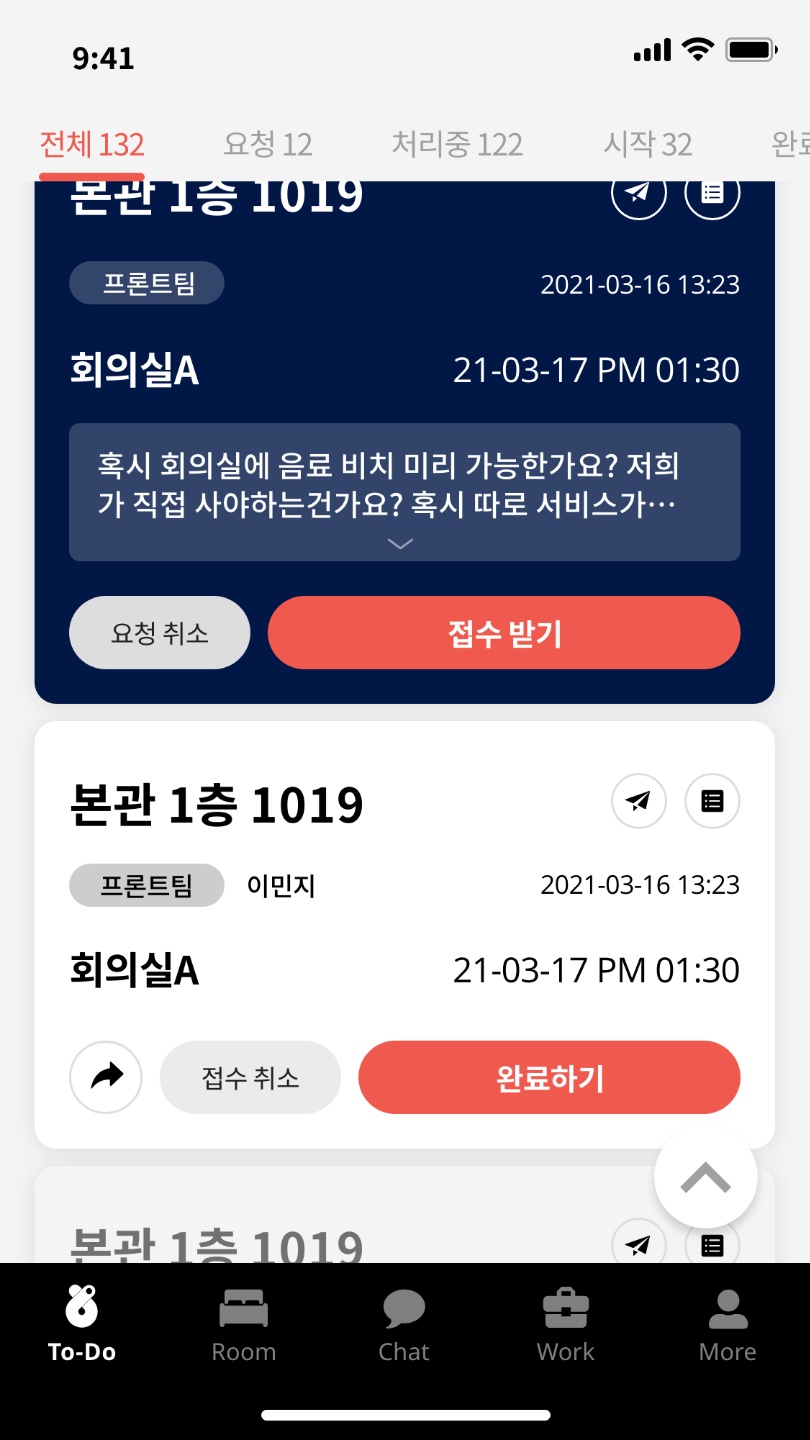 9:41
전체 132 요청 12 처리중 122 시작 32 완료
본관 1층 1019
프론트팀 2021-03-16 13:23
회의실A 21-03-17 PM 01:30
혹시 회의실에 음료 비치 미리 가능한가요? 저희
가 직접 사야하는건가요? 혹시 따로 서비스가···
요청 취소 접수 받기
본관 1층 1019
프론트팀 이민지 2021-03-16 13:23
회의실A 21-03-17 PM 01:30
접수 취소 완료하기
본관 1층 1019
To-Do Room Chat Work More